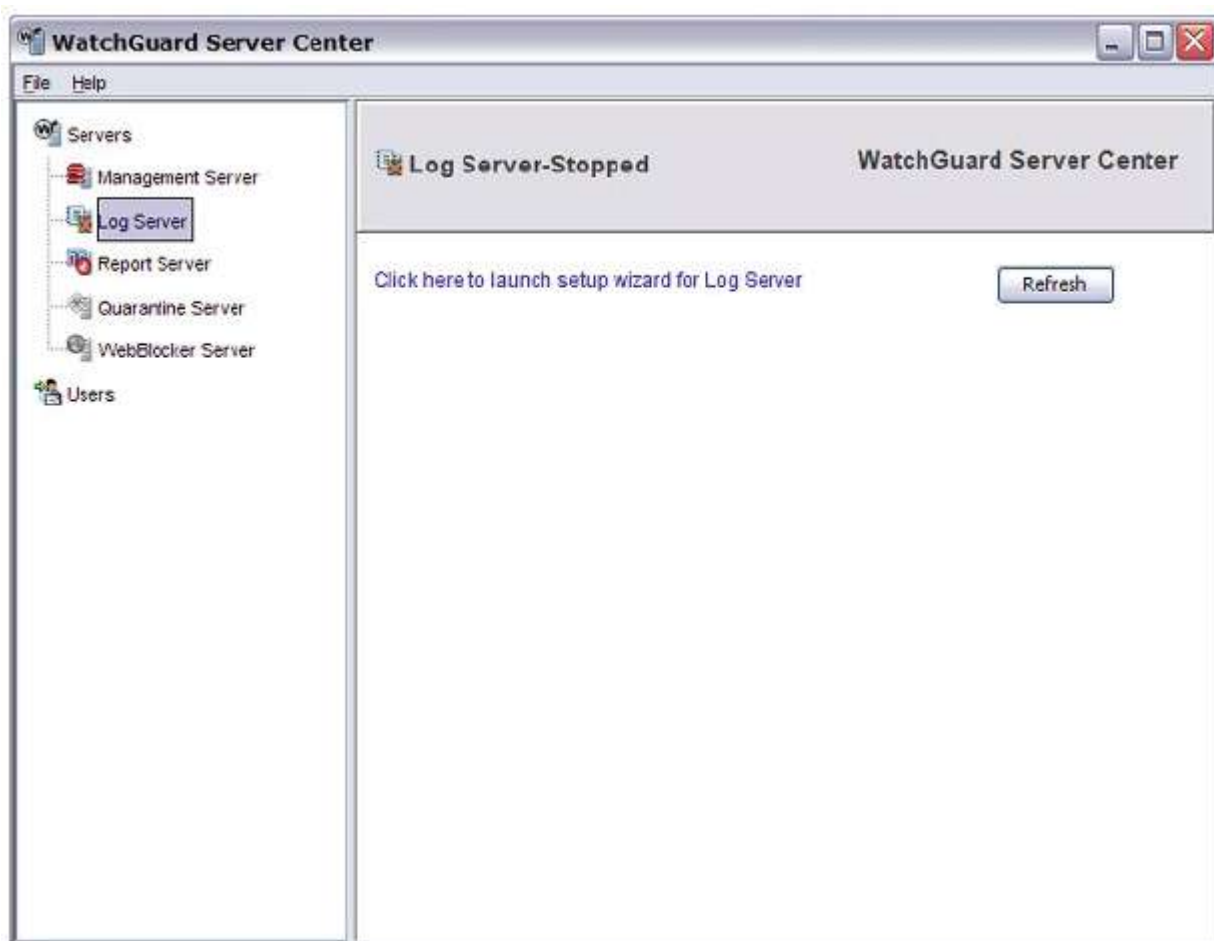 WatchGuard Server Center
File Help
Servers
Management Server
Log Server
Report Server
Quarantine Server
WebBlocker Server
Users
Log Server-Stopped
WatchGuard Server Center
Click here to launch setup wizard for Log Server
Refresh